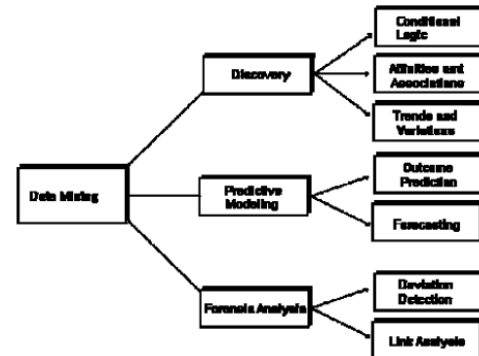 Data Mining
Discovery
Conditional
Logic
Affinities and
Associations
Trends and
Variations
Predictive
Modeling
Outcome
Prediction
Forecasting
Forensic Analysis
Deviation
Detection
Link Analysis